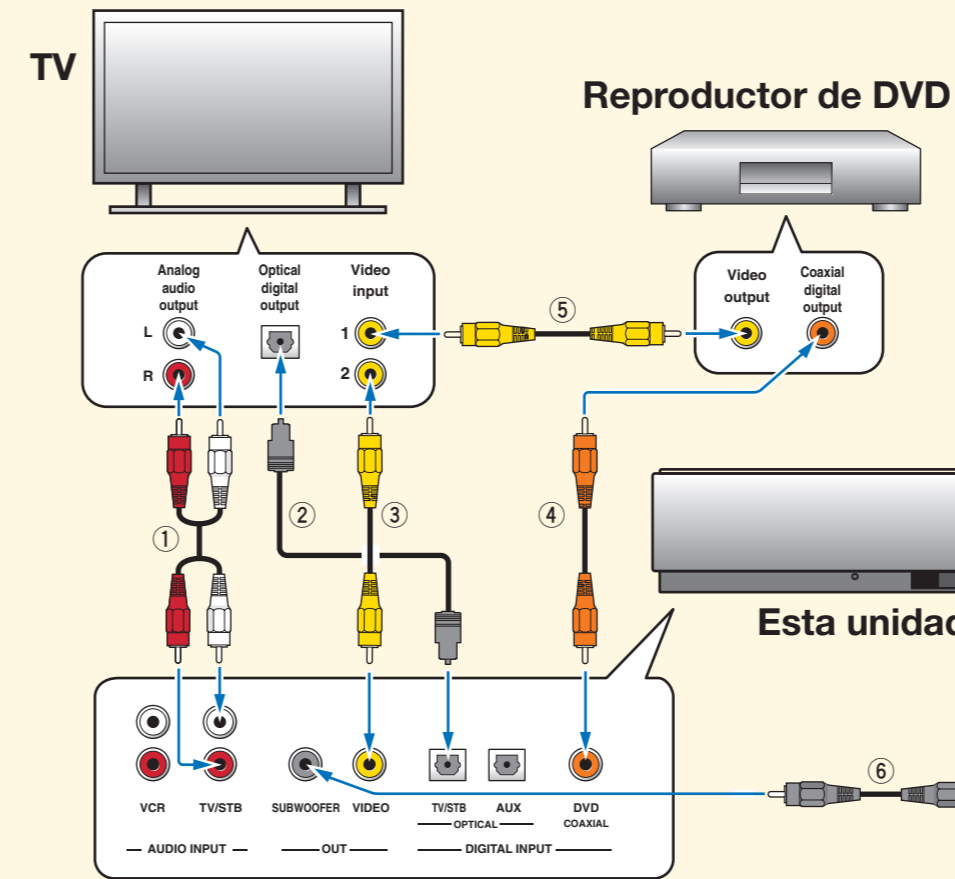 TV
Reproductor de DVD
Analog
audio
output
Optical
digital
output
Video
input
L
R
1
2
Video
output
Coaxial
digital
output
⑤
①
②
③
④
Esta unidad
VCR
TV/STB
SUBWOOFER
VIDEO
TV/STB
AUX
OPTICAL
DVD
COAXIAL
AUDIO INPUT
OUT
DIGITAL INPUT
⑥